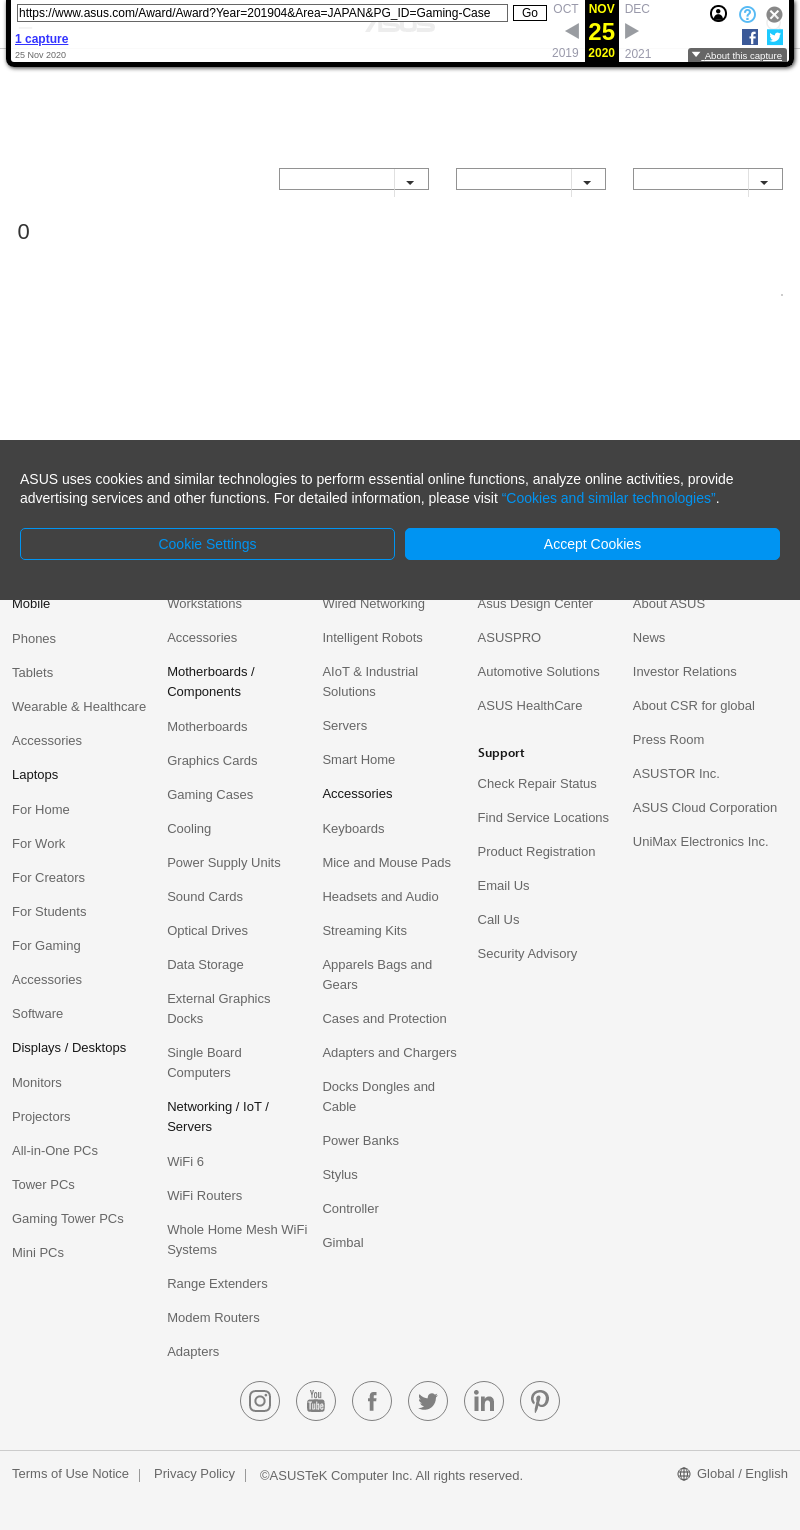 https://www.asus.com/Award/Award?Year=201904&Area=JAPAN&PG_ID=Gaming-Case
Go
OCT
NOV
DEC
1 capture
25
25 Nov 2020
2019
2020
2021
About this capture
ASUS
0
ASUS uses cookies and similar technologies to perform essential online functions, analyze online activities, provide
advertising services and other functions. For detailed information, please visit "Cookies and similar technologies".
Cookie Settings
Accept Cookies
Mobile
Phones
Tablets
Wearable & Healthcare
Accessories
Laptops
For Home
For Work
For Creators
For Students
For Gaming
Accessories
Software
Displays / Desktops
Monitors
Projectors
All-in-One PCs
Tower PCs
Gaming Tower PCs
Mini PCs
Workstations
Accessories
Motherboards /
Components
Motherboards
Graphics Cards
Gaming Cases
Cooling
Power Supply Units
Sound Cards
Optical Drives
Data Storage
External Graphics
Docks
Single Board
Computers
Networking / IoT /
Servers
WiFi 6
WiFi Routers
Whole Home Mesh WiFi
Systems
Range Extenders
Modem Routers
Adapters
Wired Networking
Intelligent Robots
AIoT & Industrial
Solutions
Servers
Smart Home
Accessories
Keyboards
Mice and Mouse Pads
Headsets and Audio
Streaming Kits
Apparels Bags and
Gears
Cases and Protection
Adapters and Chargers
Docks Dongles and
Cable
Power Banks
Stylus
Controller
Gimbal
Asus Design Center
ASUSPRO
Automotive Solutions
ASUS HealthCare
Support
Check Repair Status
Find Service Locations
Product Registration
Email Us
Call Us
Security Advisory
About ASUS
News
Investor Relations
About CSR for global
Press Room
ASUSTOR Inc.
ASUS Cloud Corporation
UniMax Electronics Inc.
You
Tube
Terms of Use Notice
Privacy Policy
©ASUSTeK Computer Inc. All rights reserved.
Global / English